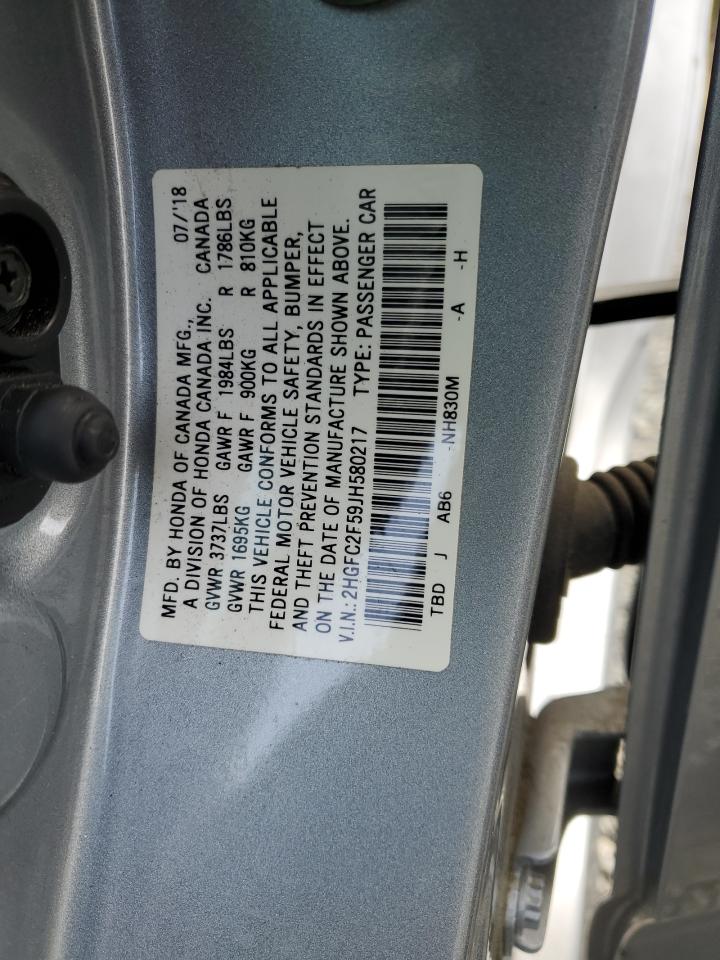 MFD. BY HONDA OF CANADA MFG., 07/'18
A DIVISION OF HONDA CANADA INC. CANADA
GVWR 3737LBS GAWR F 1984LBS R 1786LBS
GVWR 1695KG GAWR F 900KG R 810KG
THIS VEHICLE CONFORMS TO ALL APPLICABLE
FEDERAL MOTOR VEHICLE SAFETY, BUMPER,
AND THEFT PREVENTION STANDARDS IN EFFECT
ON THE DATE OF MANUFACTURE SHOWN ABOVE.
V.I.N.: 2HGFC2F59JH580217 TYPE: PASSENGER CAR
TBD J AB6 -NH830M -A -H